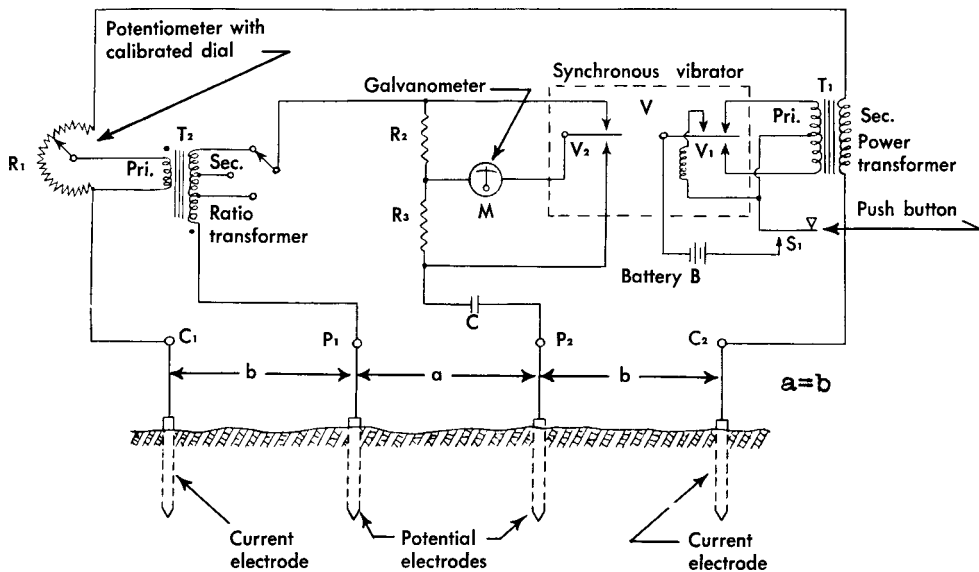 Potentiometer with
calibrated dial
Galvanometer
Synchronous vibrator
T1
R1
T2
Pri.
Sec.
Ratio
transformer
R2
R3
M
V2
V
V1
Pri.
Sec.
Power
transformer
Push button
S1
Battery B
C
C1
P1
P2
C2
b
a
b
a=b
Current
electrode
Potential
electrodes
Current
electrode